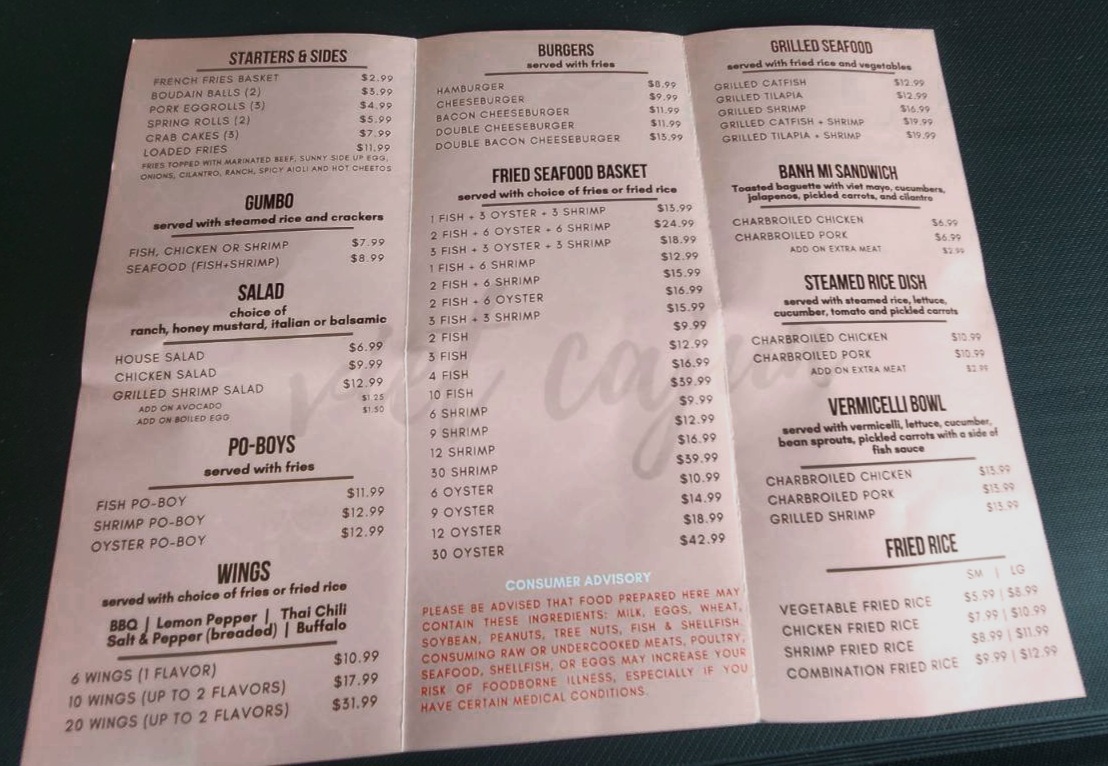 STARTERS & SIDES
FRENCH FRIES BASKET $2.99
BOUDAIN BALLS (2) $3.99
PORK EGGROLLS (3) $4.99
SPRING ROLLS (2) $5.99
CRAB CAKES (3) $7.99
LOADED FRIES $11.99
FRIES TOPPED WITH MARINATED BEEF, SUNNY SIDE UP EGG,
ONIONS, CILANTRO, RANCH, SPICY AIOLI AND HOT CHEETOS
GUMBO
served with steamed rice and crackers
FISH, CHICKEN OR SHRIMP $7.99
SEAFOOD (FISH+SHRIMP) $8.99
SALAD
choice of
ranch, honey mustard, italian or balsamic
HOUSE SALAD $6.99
CHICKEN SALAD $9.99
GRILLED SHRIMP SALAD $12.99
ADD ON AVOCADO $1.25
ADD ON BOILED EGG $1.50
PO-BOYS
served with fries
FISH PO-BOY $11.99
SHRIMP PO-BOY $12.99
OYSTER PO-BOY $12.99
WINGS
served with choice of fries or fried rice
BBQ | Lemon Pepper | Thai Chili
Salt & Pepper (breaded) | Buffalo
6 WINGS (1 FLAVOR) $10.99
10 WINGS (UP TO 2 FLAVORS) $17.99
20 WINGS (UP TO 2 FLAVORS) $31.99
BURGERS
served with fries
HAMBURGER $8.99
CHEESEBURGER $9.99
BACON CHEESEBURGER $11.99
DOUBLE CHEESEBURGER $11.99
DOUBLE BACON CHEESEBURGER $13.99
FRIED SEAFOOD BASKET
served with choice of fries or fried rice
1 FISH + 3 OYSTER + 3 SHRIMP $13.99
2 FISH + 6 OYSTER + 6 SHRIMP $24.99
3 FISH + 3 OYSTER + 3 SHRIMP $18.99
1 FISH + 6 SHRIMP $12.99
2 FISH + 6 SHRIMP $15.99
2 FISH + 6 OYSTER $16.99
3 FISH + 3 SHRIMP $15.99
2 FISH $9.99
3 FISH $12.99
4 FISH $16.99
10 FISH $39.99
6 SHRIMP $9.99
9 SHRIMP $12.99
12 SHRIMP $16.99
30 SHRIMP $39.99
6 OYSTER $10.99
9 OYSTER $14.99
12 OYSTER $18.99
30 OYSTER $42.99
viet cajun
CONSUMER ADVISORY
PLEASE BE ADVISED THAT FOOD PREPARED HERE MAY
CONTAIN THESE INGREDIENTS: MILK, EGGS, WHEAT,
SOYBEAN, PEANUTS, TREE NUTS, FISH & SHELLFISH.
CONSUMING RAW OR UNDERCOOKED MEATS, POULTRY,
SEAFOOD, SHELLFISH, OR EGGS MAY INCREASE YOUR
RISK OF FOODBORNE ILLNESS, ESPECIALLY IF YOU
HAVE CERTAIN MEDICAL CONDITIONS.
GRILLED SEAFOOD
served with fried rice and vegetables
GRILLED CATFISH $12.99
GRILLED TILAPIA $12.99
GRILLED SHRIMP $16.99
GRILLED CATFISH + SHRIMP $19.99
GRILLED TILAPIA + SHRIMP $19.99
BANH MI SANDWICH
Toasted baguette with viet mayo, cucumbers,
jalapenos, pickled carrots, and cilantro
CHARBROILED CHICKEN $6.99
CHARBROILED PORK $6.99
ADD ON EXTRA MEAT $2.99
STEAMED RICE DISH
served with steamed rice, lettuce,
cucumber, tomato and pickled carrots
CHARBROILED CHICKEN $10.99
CHARBROILED PORK $10.99
ADD ON EXTRA MEAT $2.99
VERMICELLI BOWL
served with vermicelli, lettuce, cucumber,
bean sprouts, pickled carrots with a side of
fish sauce
CHARBROILED CHICKEN $13.99
CHARBROILED PORK $13.99
GRILLED SHRIMP $13.99
FRIED RICE
SM | LG
VEGETABLE FRIED RICE $5.99 | $8.99
CHICKEN FRIED RICE $7.99 | $10.99
SHRIMP FRIED RICE $8.99 | $11.99
COMBINATION FRIED RICE $9.99 | $12.99